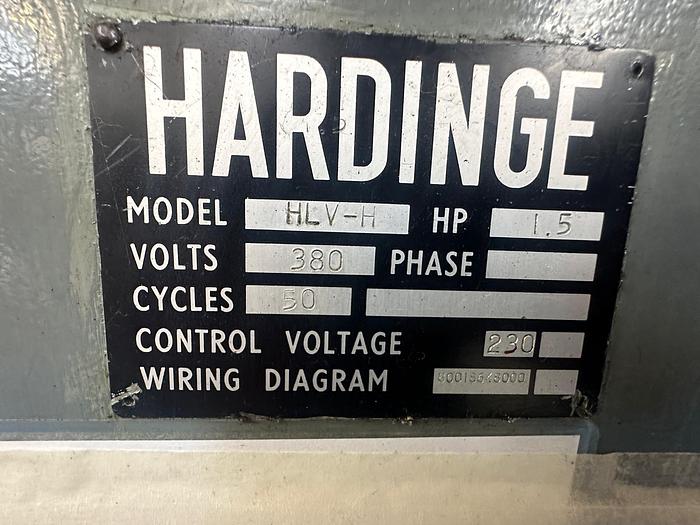 HARDINGE
MODEL HLV-H HP 1.5
VOLTS 380 PHASE
CYCLES 50
CONTROL VOLTAGE 230
WIRING DIAGRAM